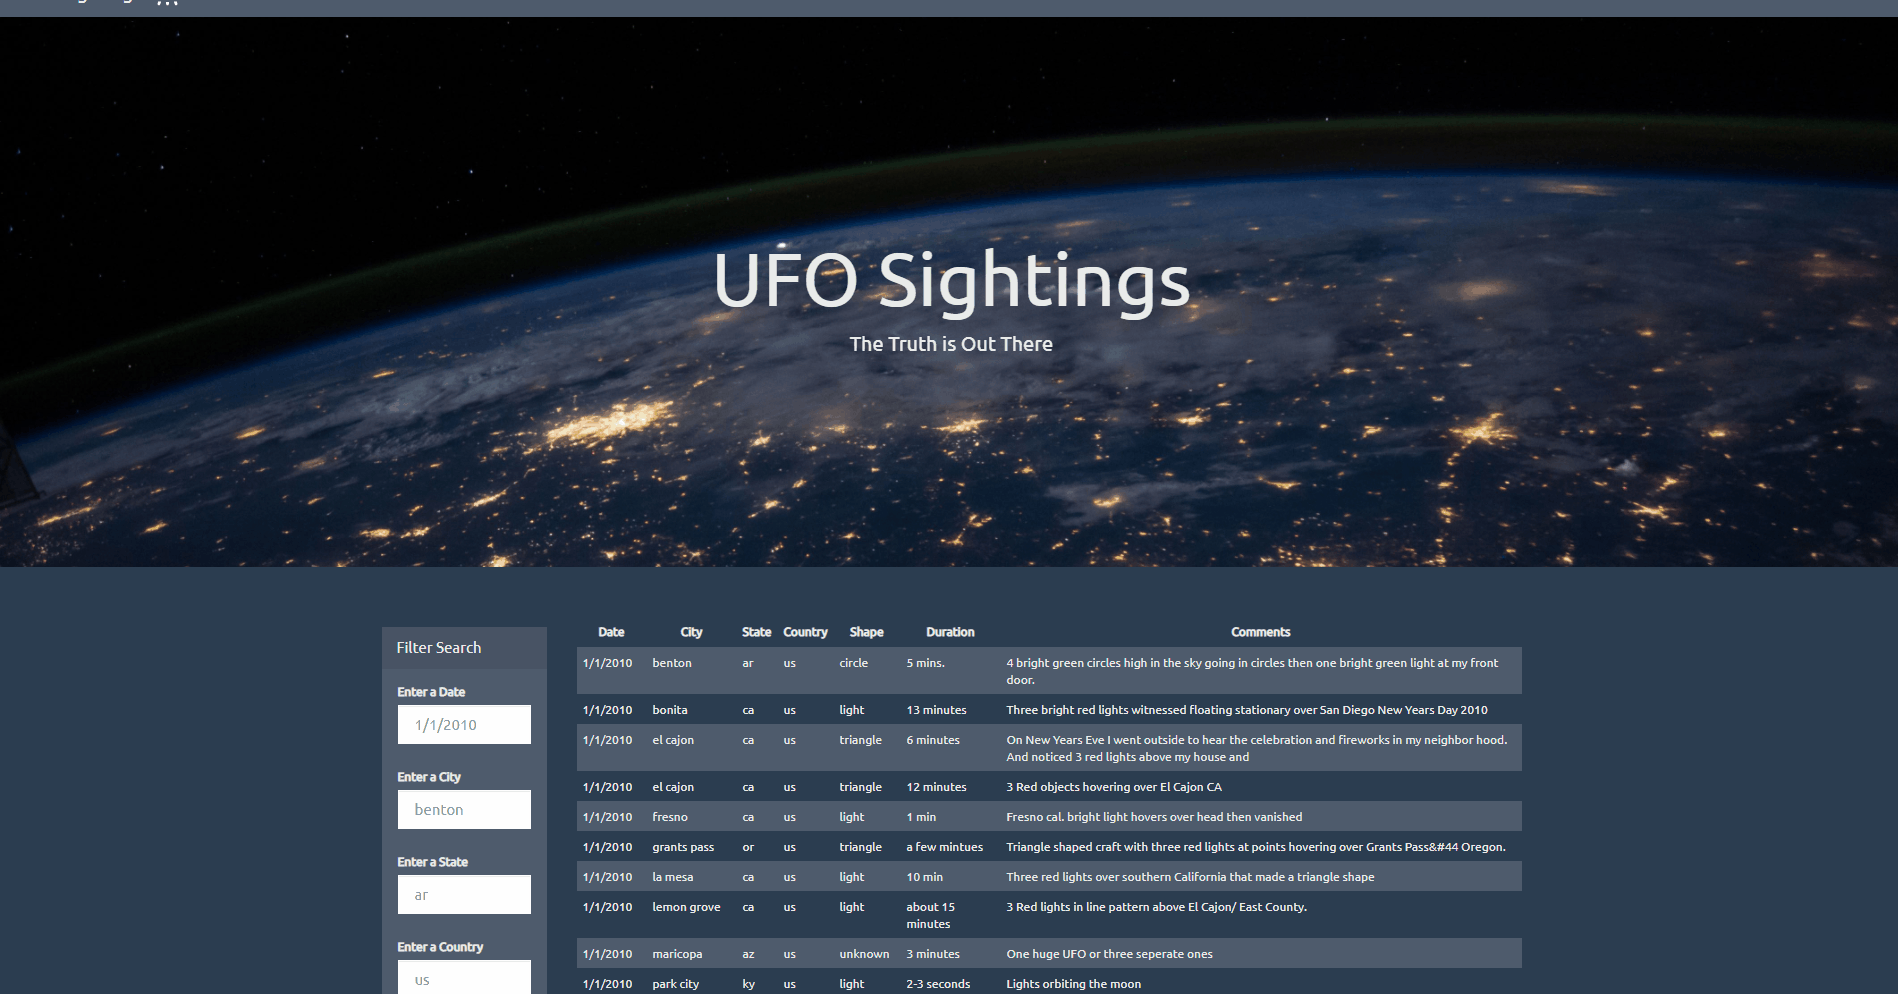 UFO Sightings
The Truth is Out There
Filter Search
Enter a Date
1/1/2010
Enter a City
benton
Enter a State
ar
Enter a Country
us
Date City State Country Shape Duration Comments
1/1/2010 benton ar us circle 5 mins. 4 bright green circles high in the sky going in circles then one bright green light at my front
door.
1/1/2010 bonita ca us light 13 minutes Three bright red lights witnessed floating stationary over San Diego New Years Day 2010
1/1/2010 el cajon ca us triangle 6 minutes On New Years Eve I went outside to hear the celebration and fireworks in my neighbor hood.
And noticed 3 red lights above my house and
1/1/2010 el cajon ca us triangle 12 minutes 3 Red objects hovering over El Cajon CA
1/1/2010 fresno ca us light 1 min Fresno cal. bright light hovers over head then vanished
1/1/2010 grants pass or us triangle a few mintues Triangle shaped craft with three red lights at points hovering over Grants Pass&#44 Oregon.
1/1/2010 la mesa ca us light 10 min Three red lights over southern California that made a triangle shape
1/1/2010 lemon grove ca us light about 15 3 Red lights in line pattern above El Cajon/ East County.
minutes
1/1/2010 maricopa az us unknown 3 minutes One huge UFO or three seperate ones
1/1/2010 park city ky us light 2-3 seconds Lights orbiting the moon